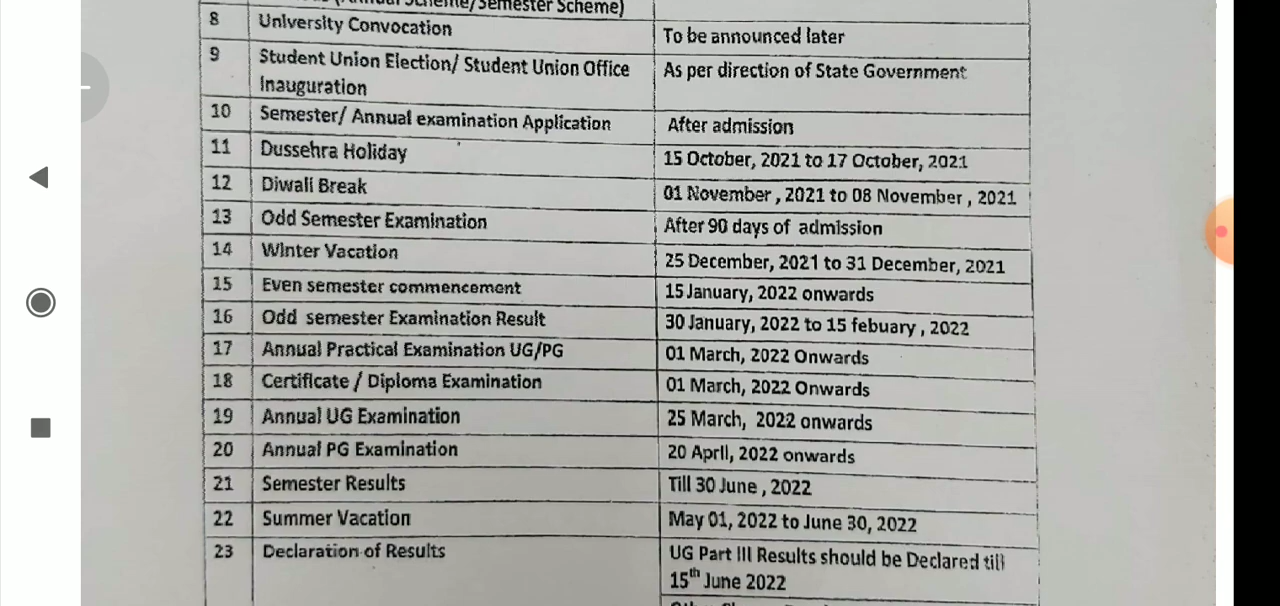 (Annual Scheme/Semester Scheme)
8 University Convocation To be announced later
9 Student Union Election/ Student Union Office As per direction of State Government
Inauguration
10 Semester/ Annual examination Application After admission
11 Dussehra Holiday 15 October, 2021 to 17 October, 2021
12 Diwali Break 01 November , 2021 to 08 November , 2021
13 Odd Semester Examination After 90 days of admission
14 Winter Vacation 25 December, 2021 to 31 December, 2021
15 Even semester commencement 15 January, 2022 onwards
16 Odd semester Examination Result 30 January, 2022 to 15 febuary , 2022
17 Annual Practical Examination UG/PG 01 March, 2022 Onwards
18 Certificate / Diploma Examination 01 March, 2022 Onwards
19 Annual UG Examination 25 March, 2022 onwards
20 Annual PG Examination 20 April, 2022 onwards
21 Semester Results Till 30 June , 2022
22 Summer Vacation May 01, 2022 to June 30, 2022
23 Declaration of Results UG Part III Results should be Declared till
15th June 2022